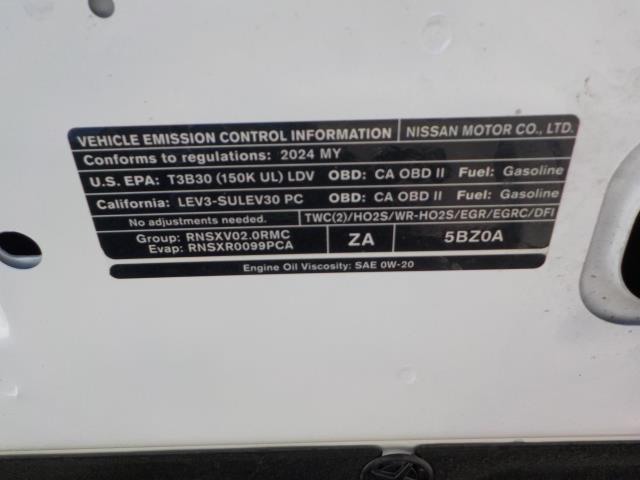 VEHICLE EMISSION CONTROL INFORMATION NISSAN MOTOR CO., LTD.
Conforms to regulations: 2024 MY
U.S. EPA: T3B30 (150K UL) LDV OBD: CA OBD II Fuel: Gasoline
California: LEV3-SULEV30 PC OBD: CA OBD II Fuel: Gasoline
No adjustments needed. TWC(2)/HO2S/WR-HO2S/EGR/EGRC/DFI
Group: RNSXV02.0RMC
Evap: RNSXR0099PCA
ZA 5BZ0A
Engine Oil Viscosity: SAE 0W-20